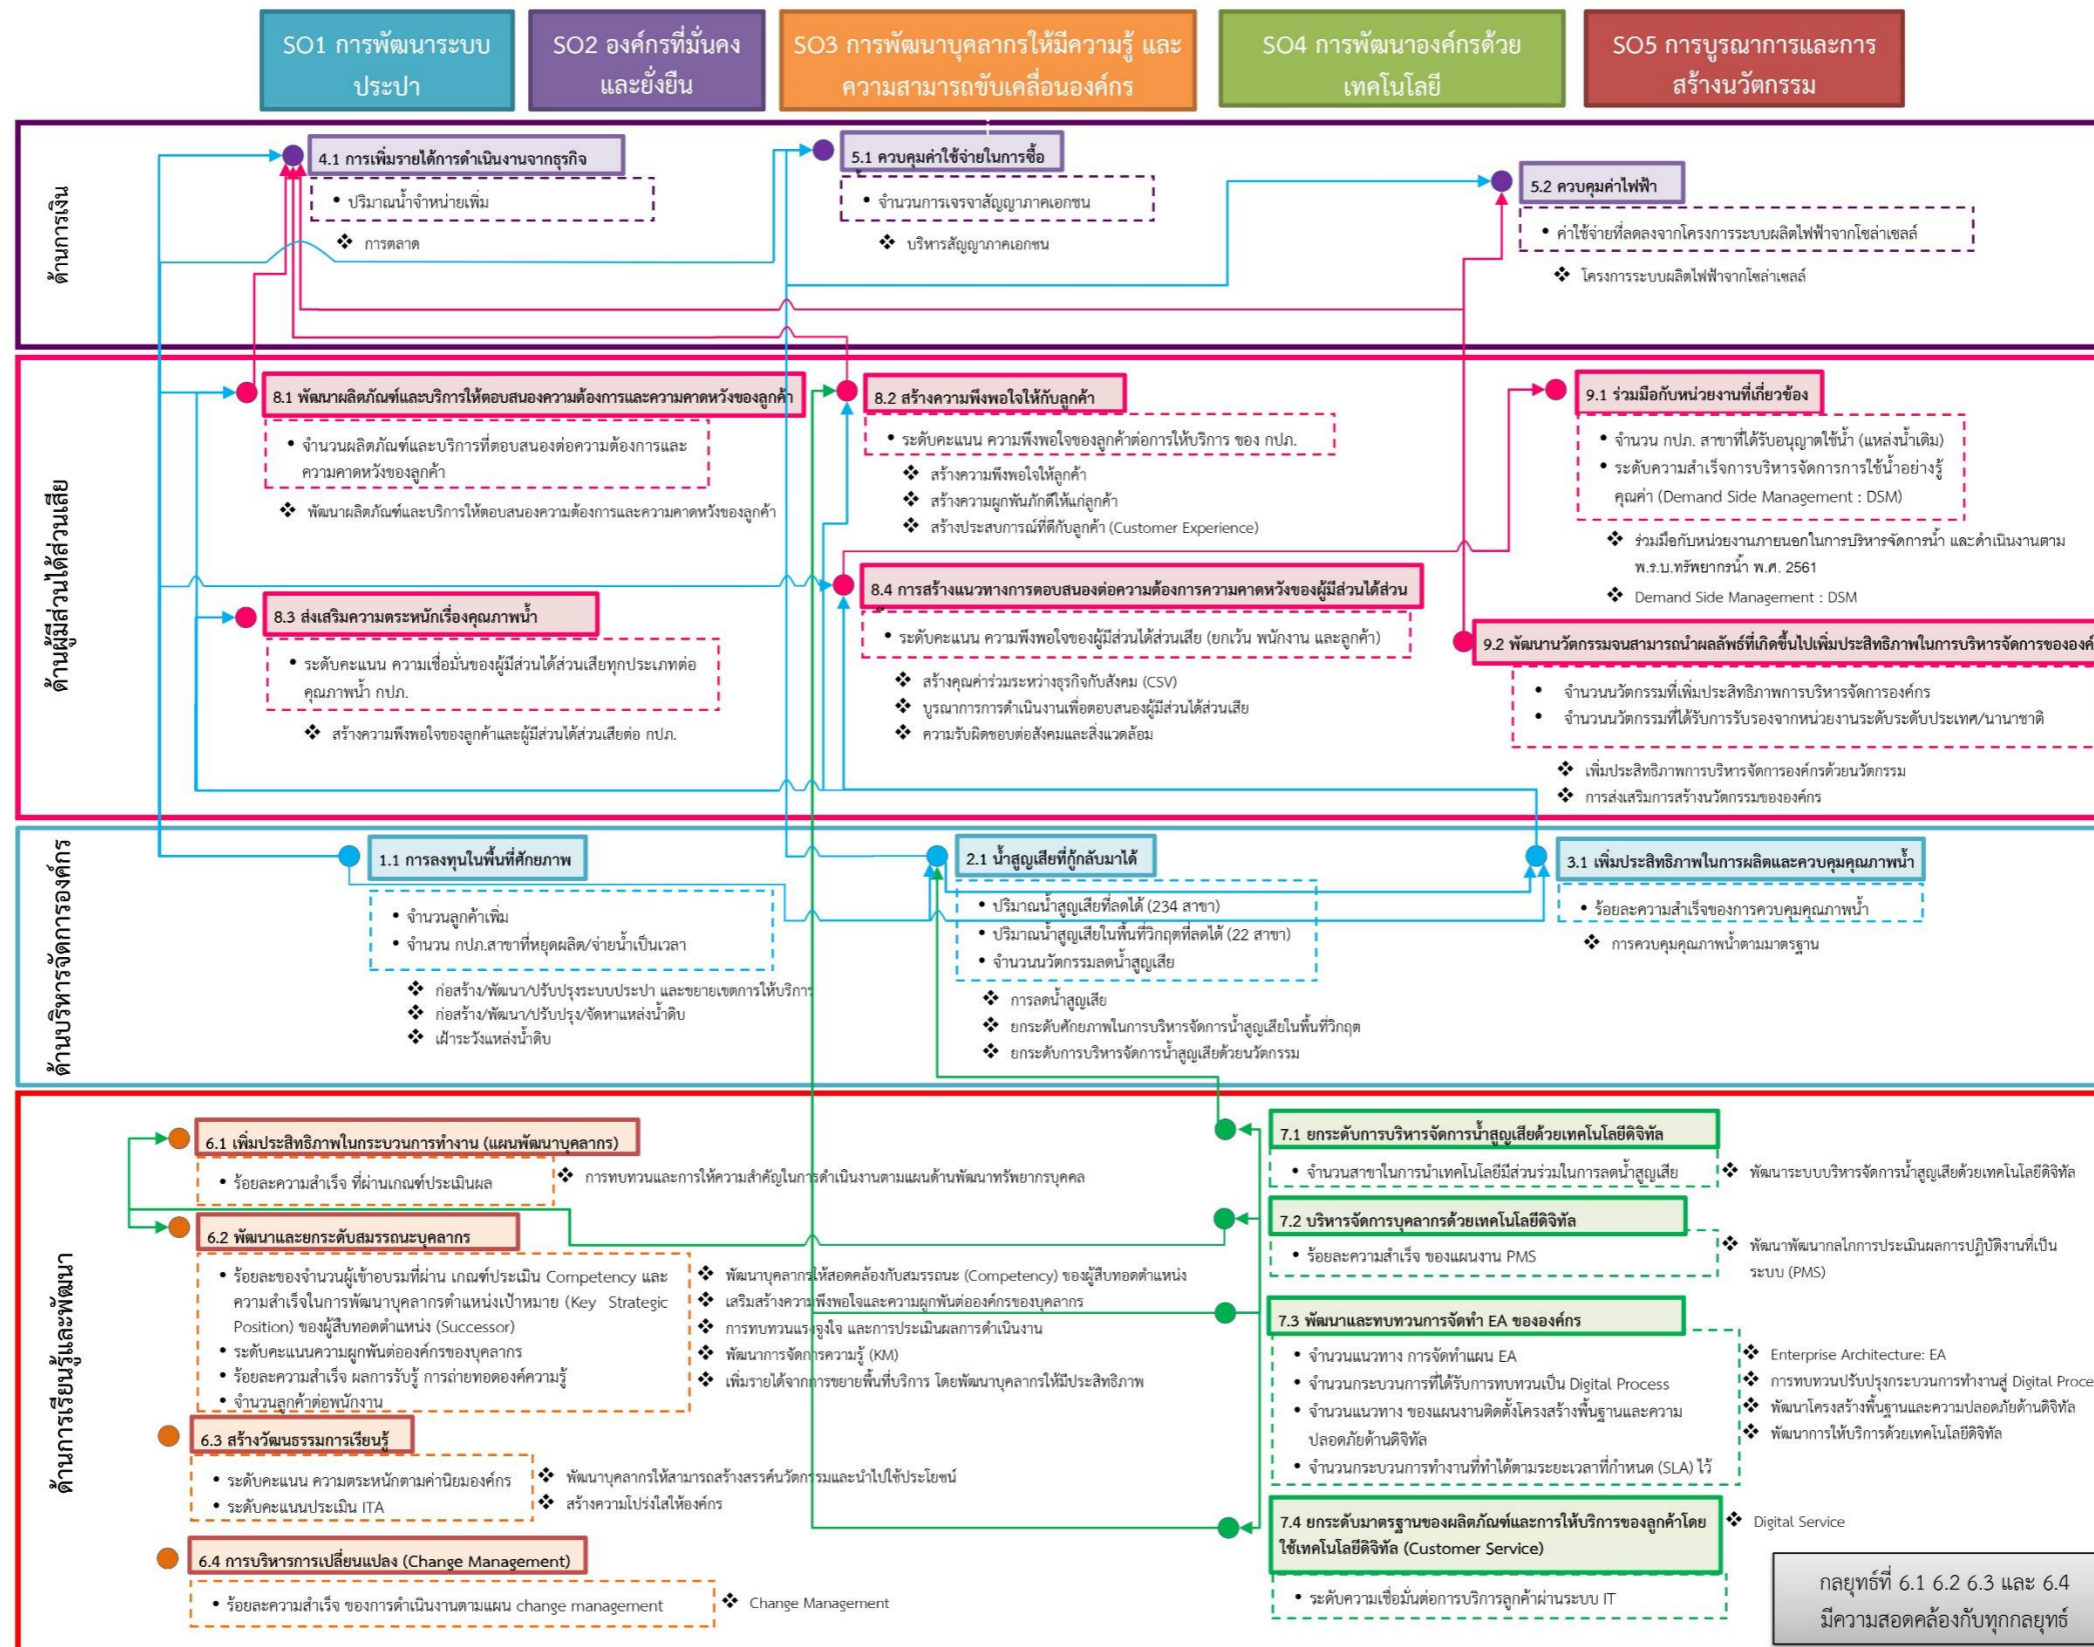 SO1 การพัฒนาระบบ
ประปา
SO2 องค์กรที่มั่นคง
และยั่งยืน
SO3 การพัฒนาบุคลากรให้มีความรู้ และ
ความสามารถขับเคลื่อนองค์กร
SO4 การพัฒนาองค์กรด้วย
เทคโนโลยี
SO5 การบูรณาการและการ
สร้างนวัตกรรม
ด้านการเงิน
4.1 การเพิ่มรายได้การดำเนินงานจากธุรกิจ
• ปริมาณน้ำจำหน่ายเพิ่ม
❖ การตลาด
5.1 ควบคุมค่าใช้จ่ายในการซื้อ
• จำนวนการเจรจาสัญญาภาคเอกชน
❖ บริหารสัญญาภาคเอกชน
5.2 ควบคุมค่าไฟฟ้า
• ค่าใช้จ่ายที่ลดลงจากโครงการระบบผลิตไฟฟ้าจากโซล่าเซลล์
❖ โครงการระบบผลิตไฟฟ้าจากโซล่าเซลล์
ด้านผู้มีส่วนได้ส่วนเสีย
8.1 พัฒนาผลิตภัณฑ์และบริการให้ตอบสนองความต้องการและความคาดหวังของลูกค้า
• จำนวนผลิตภัณฑ์และบริการที่ตอบสนองต่อความต้องการและ
ความคาดหวังของลูกค้า
❖ พัฒนาผลิตภัณฑ์และบริการให้ตอบสนองความต้องการและความคาดหวังของลูกค้า
8.2 สร้างความพึงพอใจให้กับลูกค้า
• ระดับคะแนน ความพึงพอใจของลูกค้าต่อการให้บริการ ของ กปภ.
❖ สร้างความพึงพอใจให้ลูกค้า
❖ สร้างความผูกพันภักดีให้แก่ลูกค้า
❖ สร้างประสบการณ์ที่ดีกับลูกค้า (Customer Experience)
9.1 ร่วมมือกับหน่วยงานที่เกี่ยวข้อง
• จำนวน กปภ. สาขาที่ได้รับอนุญาตใช้น้ำ (แหล่งน้ำเดิม)
• ระดับความสำเร็จการบริหารจัดการการใช้น้ำอย่างรู้
คุณค่า (Demand Side Management : DSM)
❖ ร่วมมือกับหน่วยงานภายนอกในการบริหารจัดการน้ำ และดำเนินงานตาม
พ.ร.บ.ทรัพยากรน้ำ พ.ศ. 2561
❖ Demand Side Management : DSM
8.3 ส่งเสริมความตระหนักเรื่องคุณภาพน้ำ
• ระดับคะแนน ความเชื่อมั่นของผู้มีส่วนได้ส่วนเสียทุกประเภทต่อ
คุณภาพน้ำ กปภ.
❖ สร้างความพึงพอใจของลูกค้าและผู้มีส่วนได้ส่วนเสียต่อ กปภ.
8.4 การสร้างแนวทางการตอบสนองต่อความต้องการความคาดหวังของผู้มีส่วนได้ส่วน
• ระดับคะแนน ความพึงพอใจของผู้มีส่วนได้ส่วนเสีย (ยกเว้น พนักงาน และลูกค้า)
❖ สร้างคุณค่าร่วมระหว่างธุรกิจกับสังคม (CSV)
❖ บูรณาการการดำเนินงานเพื่อตอบสนองผู้มีส่วนได้ส่วนเสีย
❖ ความรับผิดชอบต่อสังคมและสิ่งแวดล้อม
9.2 พัฒนานวัตกรรมจนสามารถนำผลลัพธ์ที่เกิดขึ้นไปเพิ่มประสิทธิภาพในการบริหารจัดการขององค์
• จำนวนนวัตกรรมที่เพิ่มประสิทธิภาพการบริหารจัดการองค์กร
• จำนวนนวัตกรรมที่ได้รับการรับรองจากหน่วยงานระดับระดับประเทศ/นานาชาติ
❖ เพิ่มประสิทธิภาพการบริหารจัดการองค์กรด้วยนวัตกรรม
❖ การส่งเสริมการสร้างนวัตกรรมขององค์กร
ด้านบริหารจัดการองค์กร
1.1 การลงทุนในพื้นที่ศักยภาพ
• จำนวนลูกค้าเพิ่ม
• จำนวน กปภ.สาขาที่หยุดผลิต/จ่ายน้ำเป็นเวลา
❖ ก่อสร้าง/พัฒนา/ปรับปรุงระบบประปา และขยายเขตการให้บริการ
❖ ก่อสร้าง/พัฒนา/ปรับปรุง/จัดหาแหล่งน้ำดิบ
❖ เฝ้าระวังแหล่งน้ำดิบ
2.1 น้ำสูญเสียที่กู้กลับมาได้
• ปริมาณน้ำสูญเสียที่ลดได้ (234 สาขา)
• ปริมาณน้ำสูญเสียในพื้นที่วิกฤตที่ลดได้ (22 สาขา)
• จำนวนนวัตกรรมลดน้ำสูญเสีย
❖ การลดน้ำสูญเสีย
❖ ยกระดับศักยภาพในการบริหารจัดการน้ำสูญเสียในพื้นที่วิกฤต
❖ ยกระดับการบริหารจัดการน้ำสูญเสียด้วยนวัตกรรม
3.1 เพิ่มประสิทธิภาพในการผลิตและควบคุมคุณภาพน้ำ
• ร้อยละความสำเร็จของการควบคุมคุณภาพน้ำ
❖ การควบคุมคุณภาพน้ำตามมาตรฐาน
ด้านการเรียนรู้และพัฒนา
6.1 เพิ่มประสิทธิภาพในกระบวนการทำงาน (แผนพัฒนาบุคลากร)
• ร้อยละความสำเร็จ ที่ผ่านเกณฑ์ประเมินผล
❖ การทบทวนและการให้ความสำคัญในการดำเนินงานตามแผนด้านพัฒนาทรัพยากรบุคคล
6.2 พัฒนาและยกระดับสมรรถนะบุคลากร
• ร้อยละของจำนวนผู้เข้าอบรมที่ผ่าน เกณฑ์ประเมิน Competency และ
ความสำเร็จในการพัฒนาบุคลากรตำแหน่งเป้าหมาย (Key Strategic
Position) ของผู้สืบทอดตำแหน่ง (Successor)
• ระดับคะแนนความผูกพันต่อองค์กรของบุคลากร
• ร้อยละความสำเร็จ ผลการรับรู้ การถ่ายทอดองค์ความรู้
• จำนวนลูกค้าต่อพนักงาน
❖ พัฒนาบุคลากรให้สอดคล้องกับสมรรถนะ (Competency) ของผู้สืบทอดตำแหน่ง
❖ เสริมสร้างความพึงพอใจและความผูกพันต่อองค์กรของบุคลากร
❖ การทบทวนแรงจูงใจ และการประเมินผลการดำเนินงาน
❖ พัฒนาการจัดการความรู้ (KM)
❖ เพิ่มรายได้จากการขยายพื้นที่บริการ โดยพัฒนาบุคลากรให้มีประสิทธิภาพ
6.3 สร้างวัฒนธรรมการเรียนรู้
• ระดับคะแนน ความตระหนักตามค่านิยมองค์กร
• ระดับคะแนนประเมิน ITA
❖ พัฒนาบุคลากรให้สามารถสร้างสรรค์นวัตกรรมและนำไปใช้ประโยชน์
❖ สร้างความโปร่งใสให้องค์กร
6.4 การบริหารการเปลี่ยนแปลง (Change Management)
• ร้อยละความสำเร็จ ของการดำเนินงานตามแผน change management
❖ Change Management
7.1 ยกระดับการบริหารจัดการน้ำสูญเสียด้วยเทคโนโลยีดิจิทัล
• จำนวนสาขาในการนำเทคโนโลยีมีส่วนร่วมในการลดน้ำสูญเสีย
❖ พัฒนาระบบบริหารจัดการน้ำสูญเสียด้วยเทคโนโลยีดิจิทัล
7.2 บริหารจัดการบุคลากรด้วยเทคโนโลยีดิจิทัล
• ร้อยละความสำเร็จ ของแผนงาน PMS
❖ พัฒนาพัฒนากลไกการประเมินผลการปฏิบัติงานที่เป็น
ระบบ (PMS)
7.3 พัฒนาและทบทวนการจัดทำ EA ขององค์กร
• จำนวนแนวทาง การจัดทำแผน EA
• จำนวนกระบวนการที่ได้รับการทบทวนเป็น Digital Process
• จำนวนแนวทาง ของแผนงานติดตั้งโครงสร้างพื้นฐานและความ
ปลอดภัยด้านดิจิทัล
• จำนวนกระบวนการทำงานที่ทำได้ตามระยะเวลาที่กำหนด (SLA) ไว้
❖ Enterprise Architecture: EA
❖ การทบทวนปรับปรุงกระบวนการทำงานสู่ Digital Proce
❖ พัฒนาโครงสร้างพื้นฐานและความปลอดภัยด้านดิจิทัล
❖ พัฒนาการให้บริการด้วยเทคโนโลยีดิจิทัล
7.4 ยกระดับมาตรฐานของผลิตภัณฑ์และการให้บริการของลูกค้าโดย
ใช้เทคโนโลยีดิจิทัล (Customer Service)
• ระดับความเชื่อมั่นต่อการบริการลูกค้าผ่านระบบ IT
❖ Digital Service
กลยุทธ์ที่ 6.1 6.2 6.3 และ 6.4
มีความสอดคล้องกับทุกกลยุทธ์